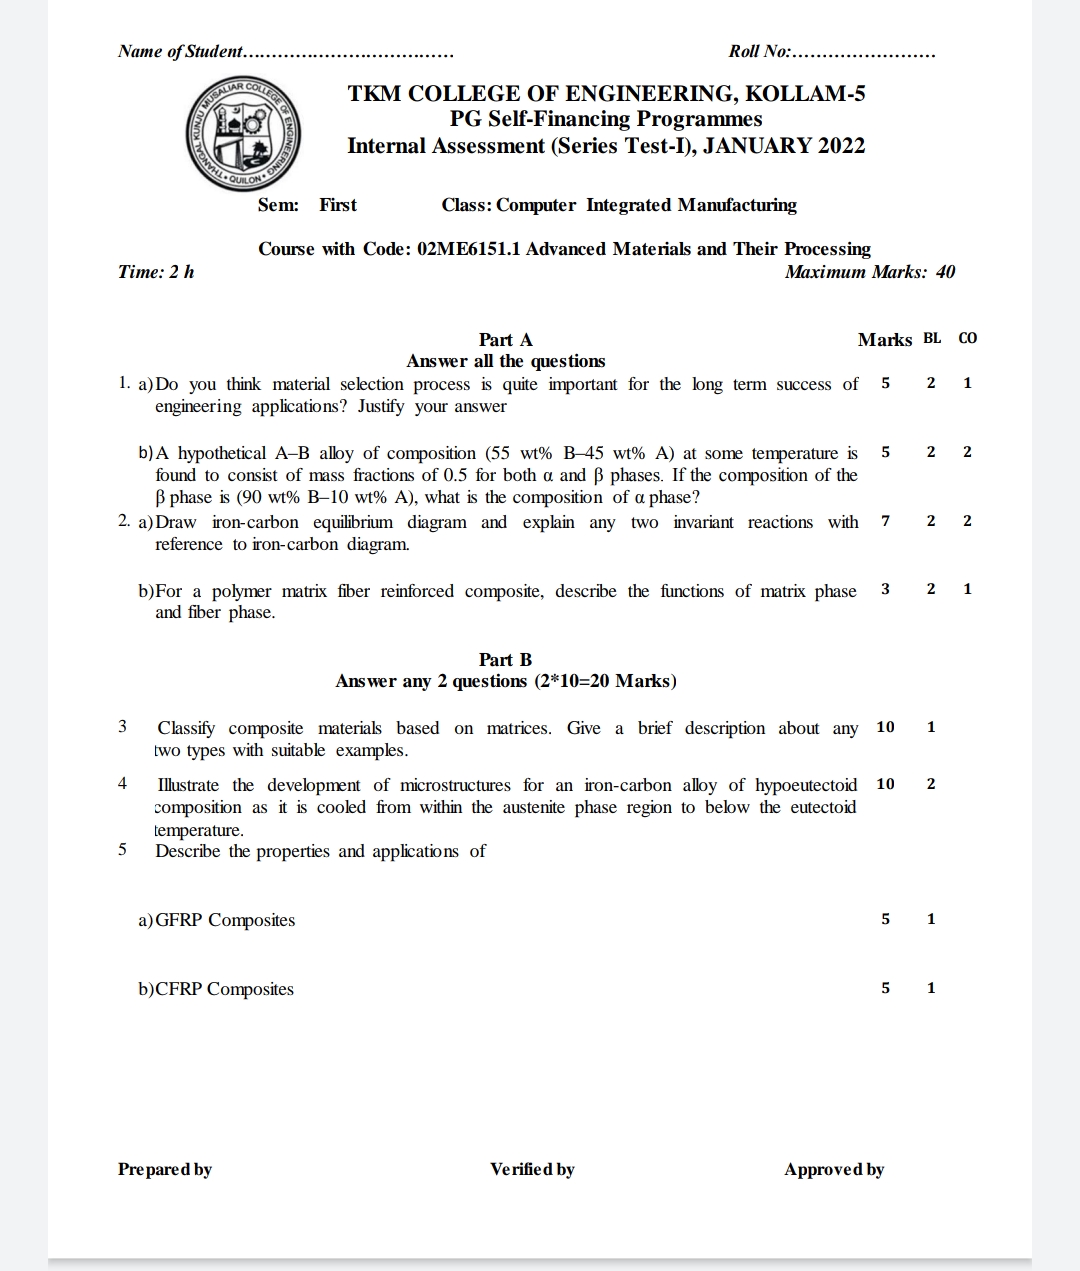 Name of Student.................................... Roll No:........................
THANGAL KUNJU MUSALIAR COLLEGE OF ENGINEERING • QUILON •
TKM COLLEGE OF ENGINEERING, KOLLAM-5
PG Self-Financing Programmes
Internal Assessment (Series Test-I), JANUARY 2022
Sem: First Class: Computer Integrated Manufacturing
Course with Code: 02ME6151.1 Advanced Materials and Their Processing
Time: 2 h Maximum Marks: 40
Part A Marks BL CO
Answer all the questions
1. a) Do you think material selection process is quite important for the long term success of 5 2 1
engineering applications? Justify your answer
b) A hypothetical A–B alloy of composition (55 wt% B–45 wt% A) at some temperature is 5 2 2
found to consist of mass fractions of 0.5 for both α and β phases. If the composition of the
β phase is (90 wt% B–10 wt% A), what is the composition of α phase?
2. a) Draw iron-carbon equilibrium diagram and explain any two invariant reactions with 7 2 2
reference to iron-carbon diagram.
b) For a polymer matrix fiber reinforced composite, describe the functions of matrix phase 3 2 1
and fiber phase.
Part B
Answer any 2 questions (2*10=20 Marks)
3 Classify composite materials based on matrices. Give a brief description about any 10 1
two types with suitable examples.
4 Illustrate the development of microstructures for an iron-carbon alloy of hypoeutectoid 10 2
composition as it is cooled from within the austenite phase region to below the eutectoid
temperature.
5 Describe the properties and applications of
a) GFRP Composites 5 1
b) CFRP Composites 5 1
Prepared by Verified by Approved by